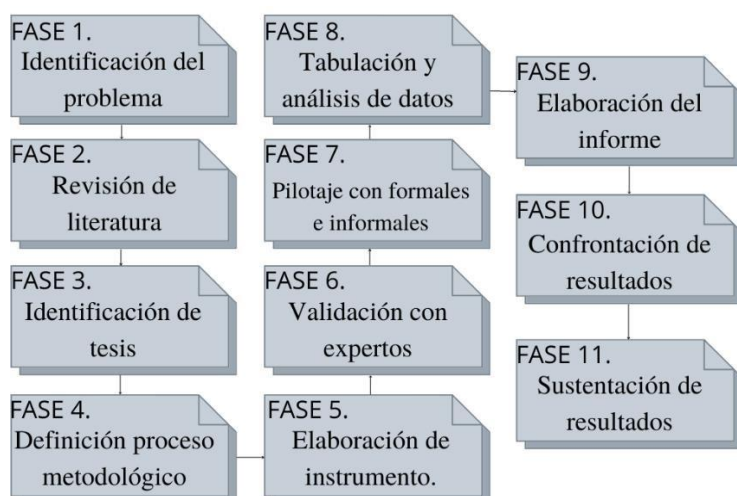 FASE 1.
Identificación del
problema
FASE 2.
Revisión de
literatura
FASE 3.
Identificación de
tesis
FASE 4.
Definición proceso
metodológico
FASE 5.
Elaboración de
instrumento.
FASE 6.
Validación con
expertos
FASE 7.
Pilotaje con formales
e informales
FASE 8.
Tabulación y
análisis de datos
FASE 9.
Elaboración del
informe
FASE 10.
Confrontación de
resultados
FASE 11.
Sustentación de
resultados